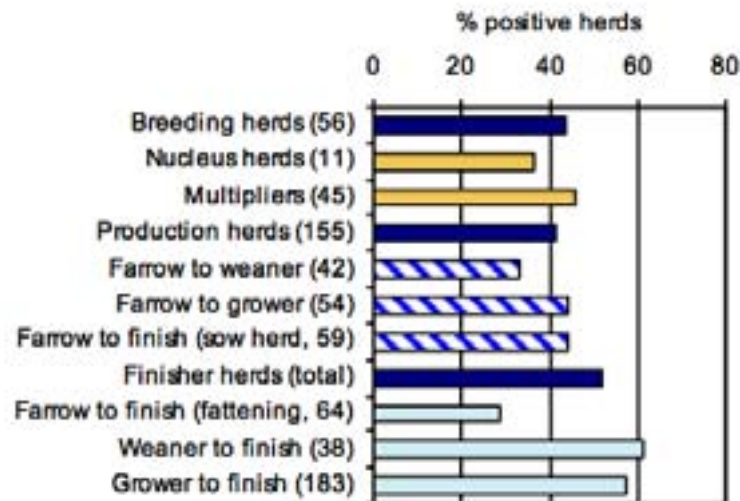 % positive herds
0 20 40 60 80
Breeding herds (56)
Nucleus herds (11)
Multipliers (45)
Production herds (155)
Farrow to weaner (42)
Farrow to grower (54)
Farrow to finish (sow herd, 59)
Finisher herds (total)
Farrow to finish (fattening, 64)
Weaner to finish (38)
Grower to finish (183)